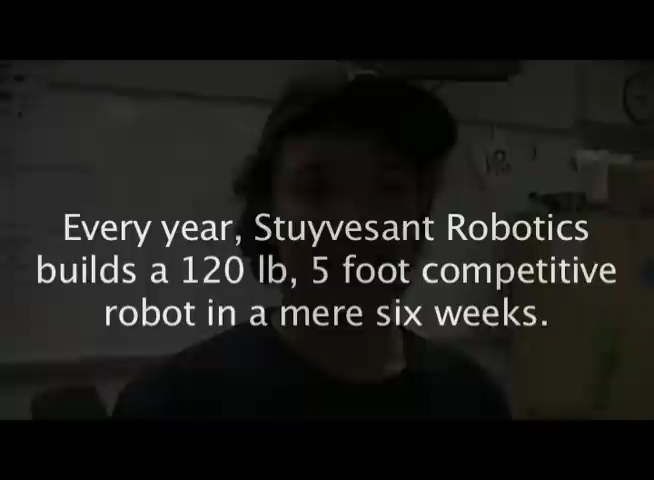 Every year, Stuyvesant Robotics
builds a 120 lb, 5 foot competitive
robot in a mere six weeks.